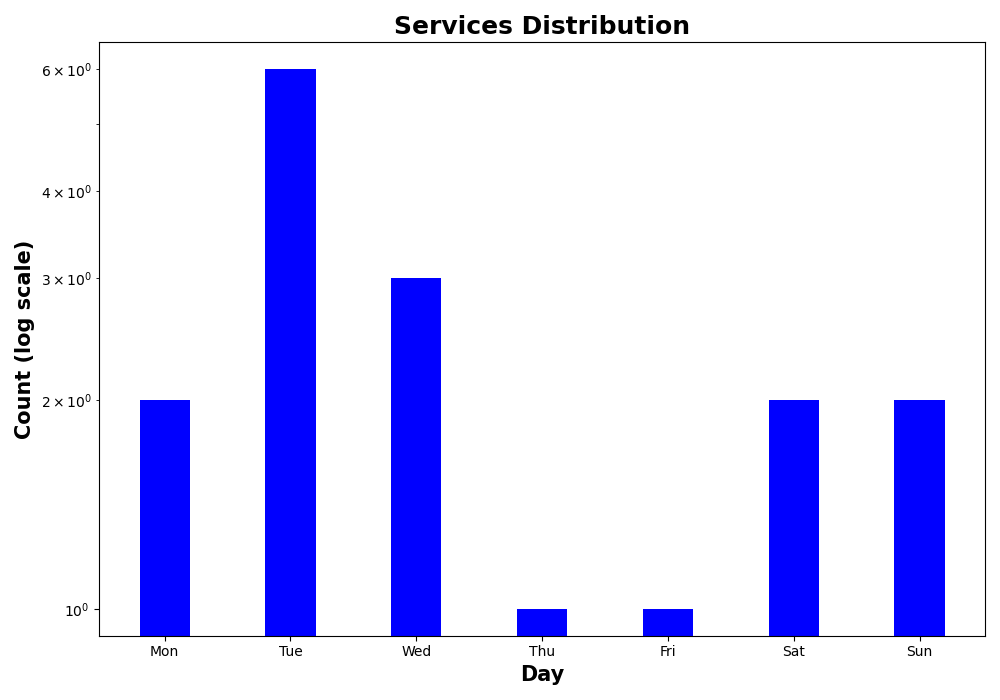 Services Distribution
Count (log scale)
6 × 10⁰
4 × 10⁰
3 × 10⁰
2 × 10⁰
10⁰
Mon Tue Wed Thu Fri Sat Sun
Day